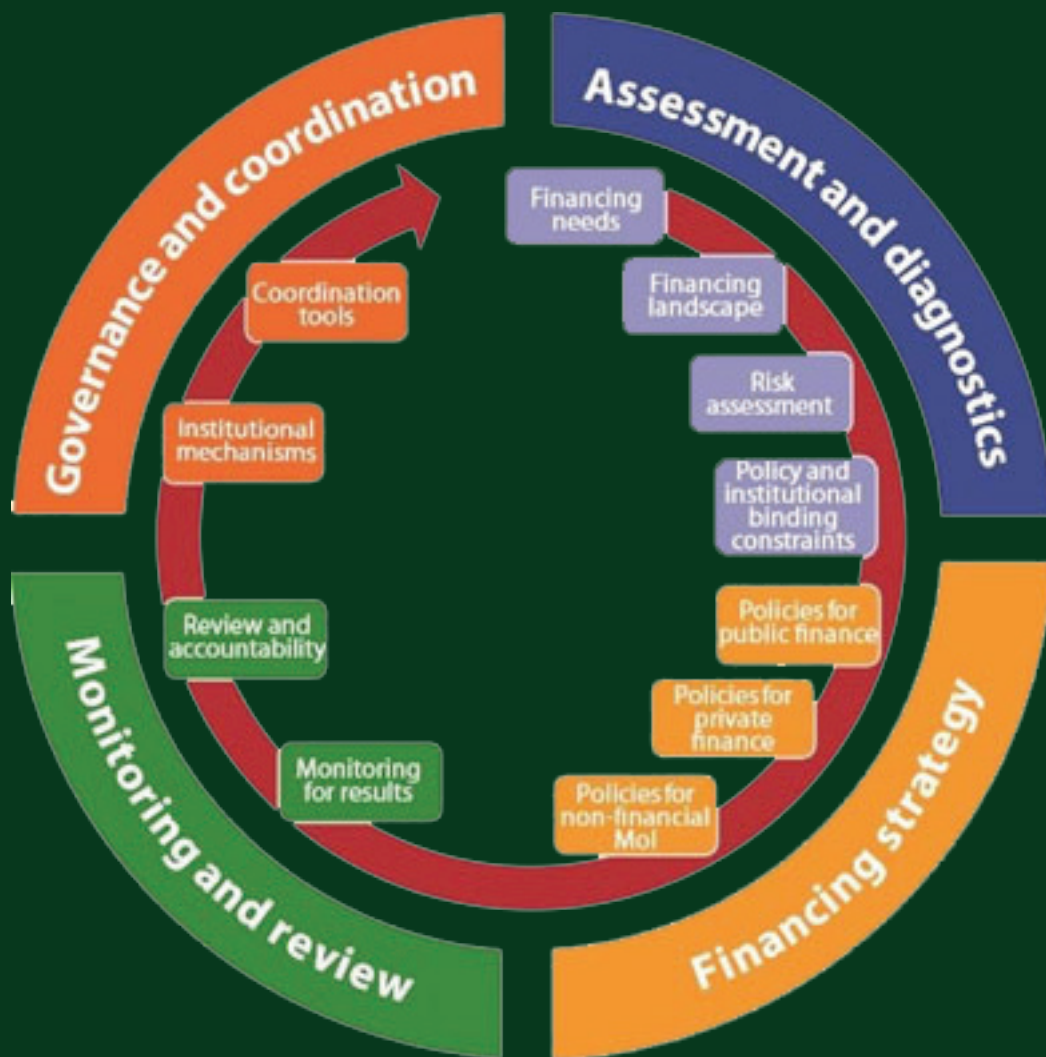 Governance and coordination
Assessment and diagnostics
Financing
needs
Financing
landscape
Risk
assessment
Policy and
institutional
binding
constraints
Policies for
public finance
Policies for
private
finance
Policies for
non-financial
MoI
Financing strategy
Monitoring
for results
Review and
accountability
Monitoring and review
Institutional
mechanisms
Coordination
tools